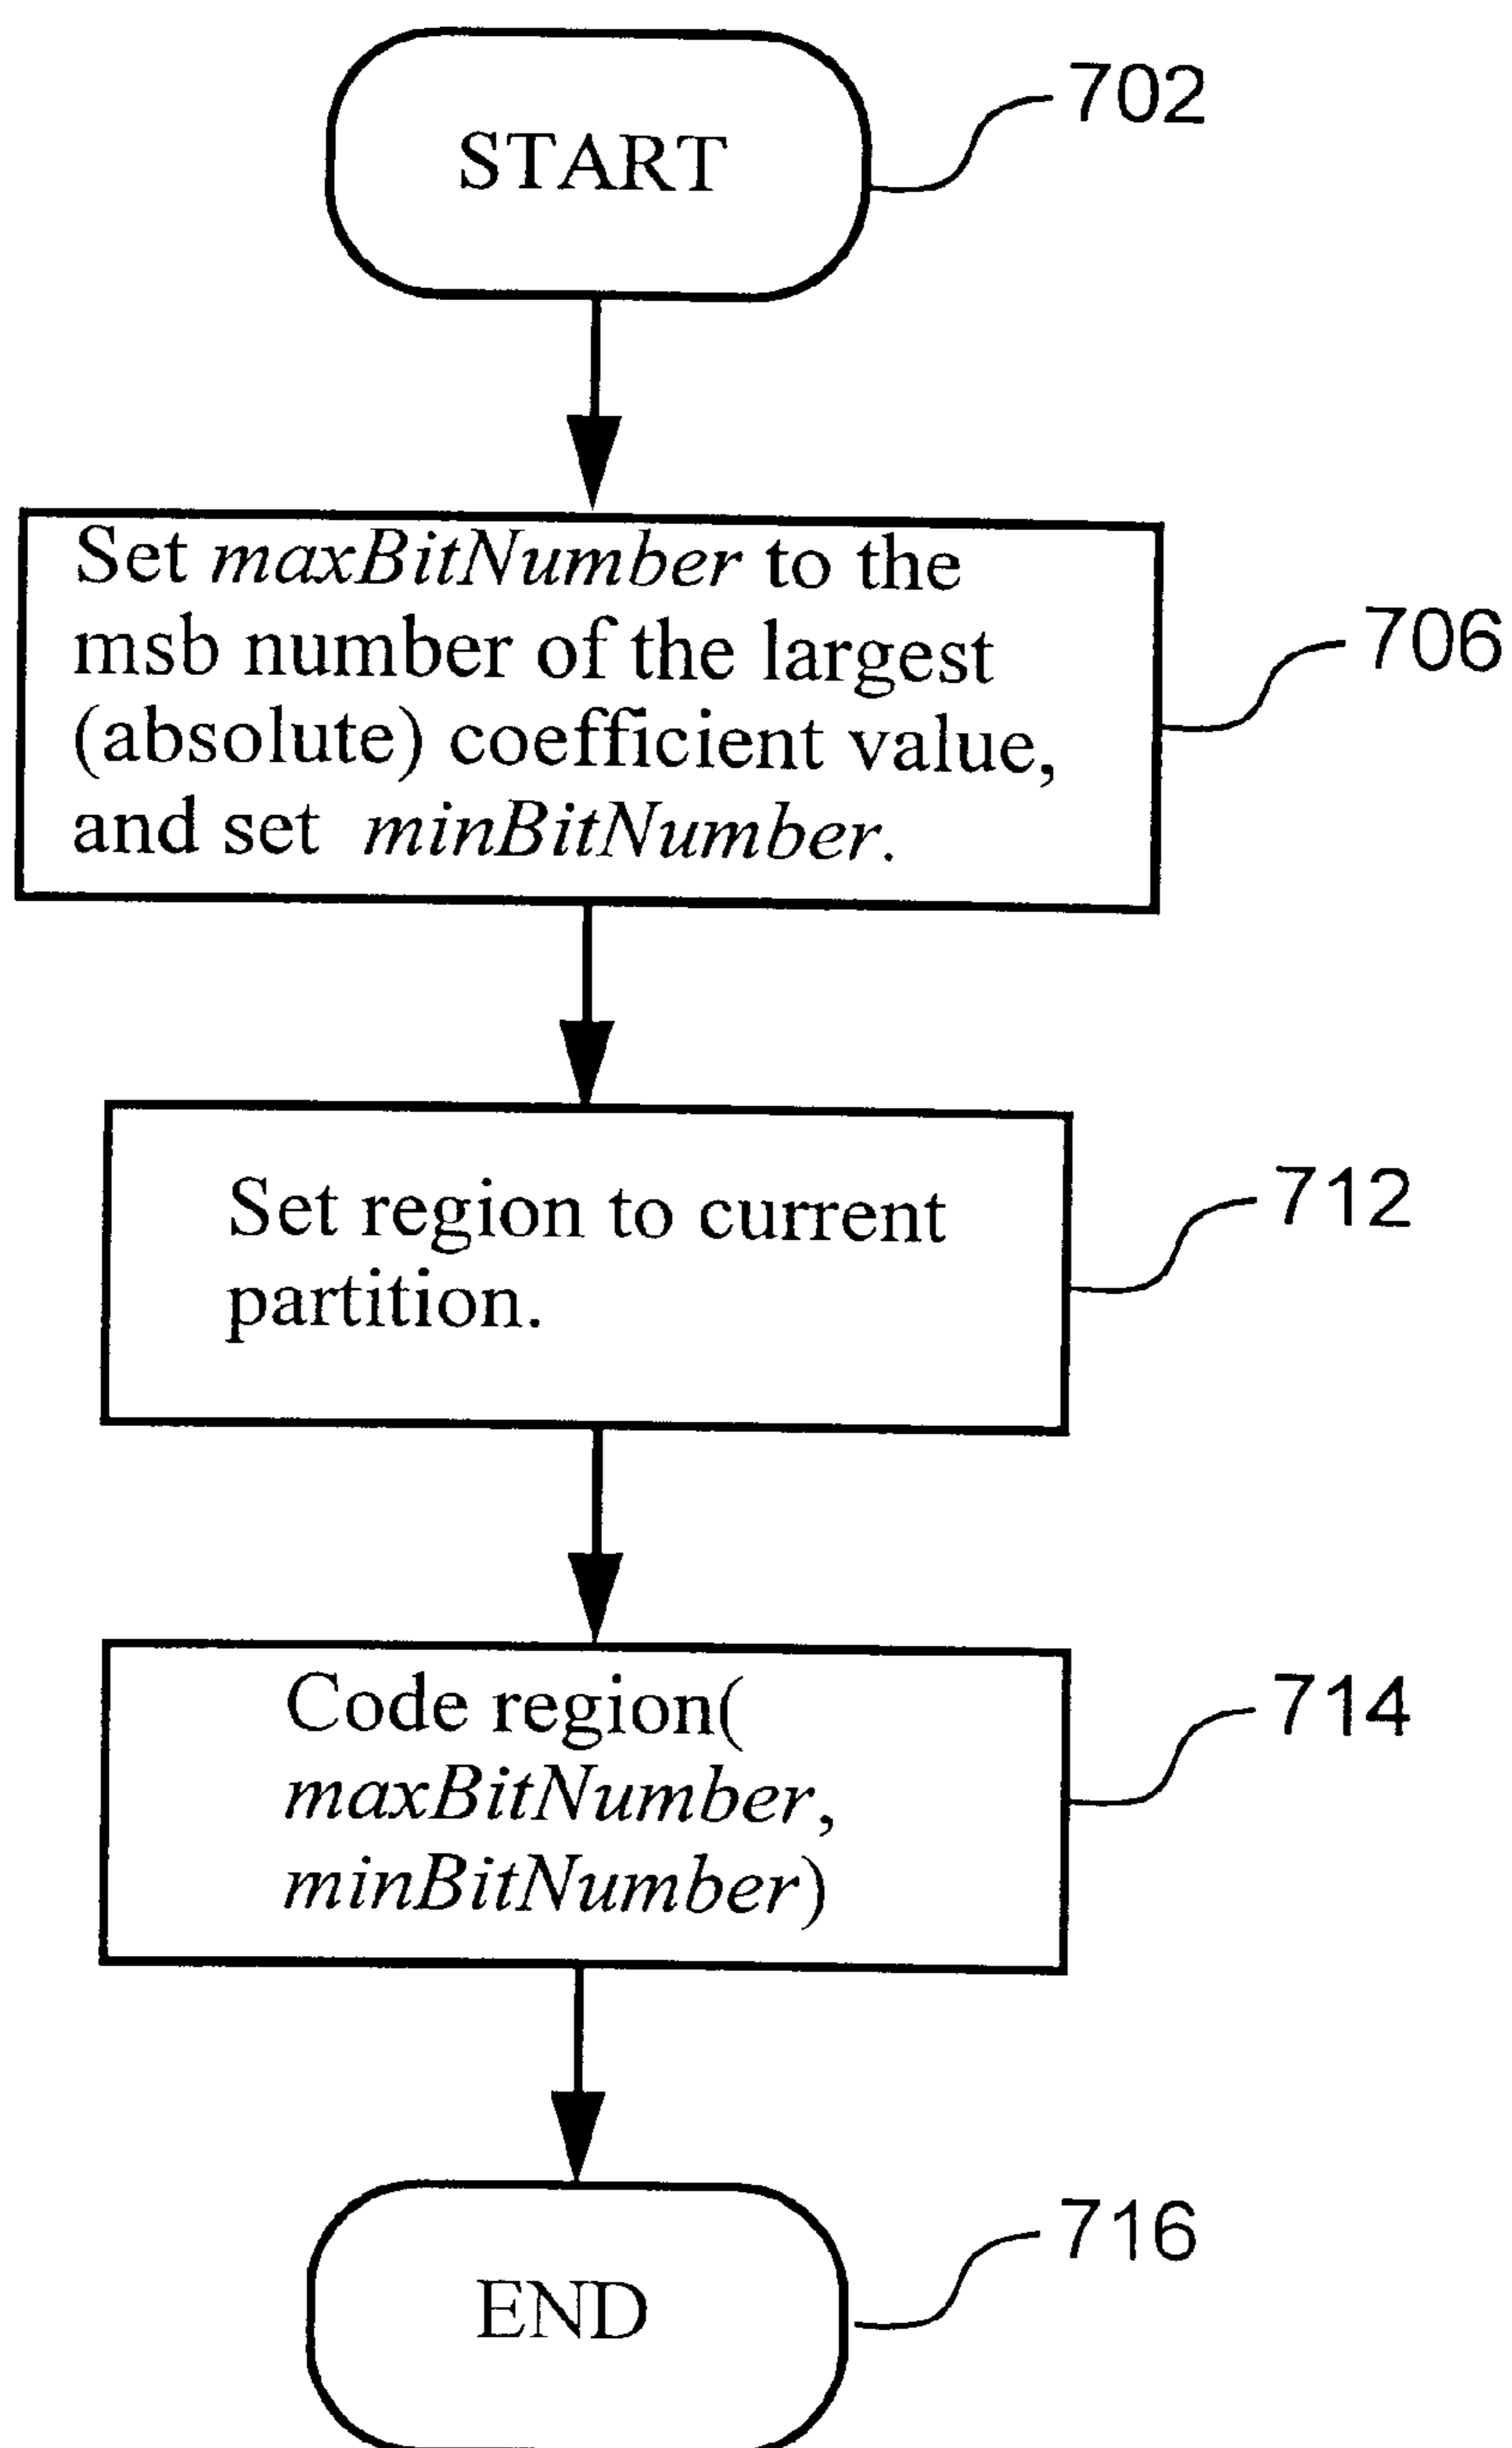 START
702
Set maxBitNumber to the
msb number of the largest
(absolute) coefficient value,
and set minBitNumber.
706
Set region to current
partition.
712
Code region(
maxBitNumber,
minBitNumber)
714
END
716